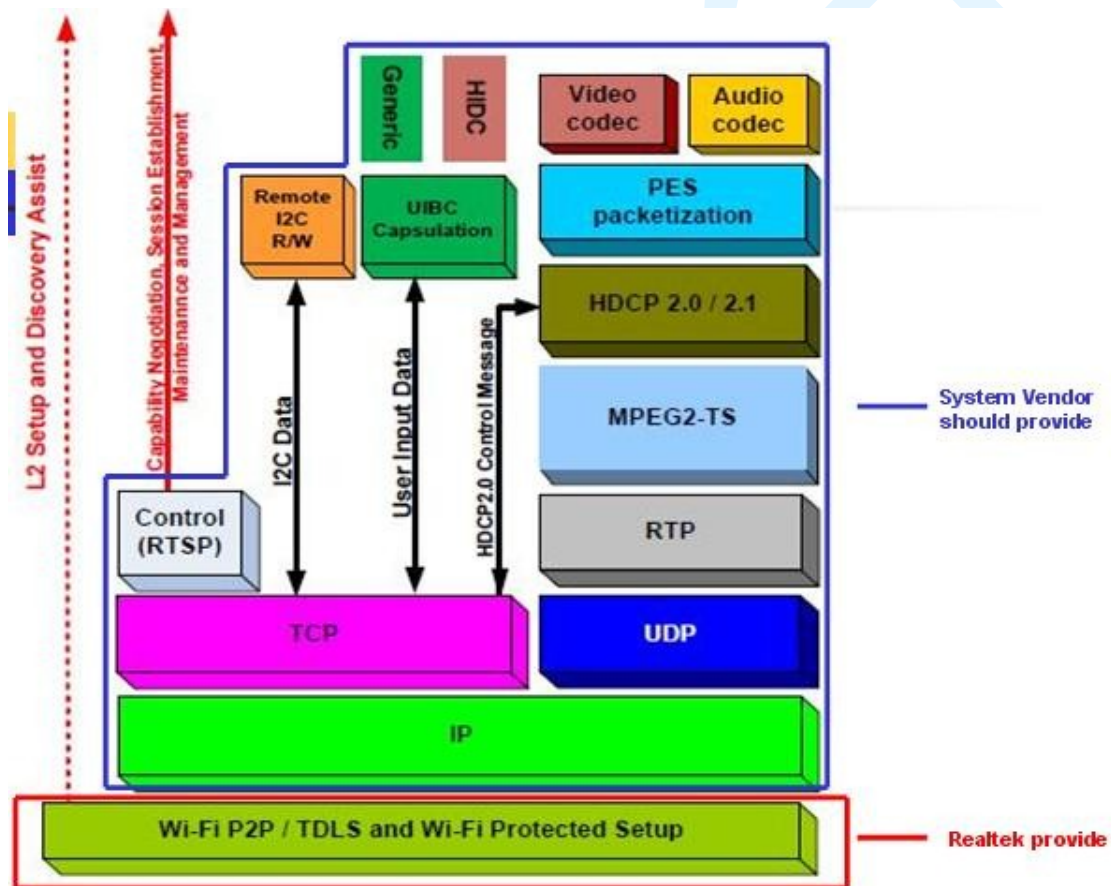 L2 Setup and Discovery Assist
Capability Negotiation, Session Establishment,
Maintenannce and Management
Generic
HIDC
Video
codec
Audio
codec
Remote
I2C
R/W
UIBC
Capsulation
PES
packetization
HDCP 2.0 / 2.1
I2C Data
User Input Data
HDCP2.0 Control Message
MPEG2-TS
System Vendor
should provide
Control
(RTSP)
RTP
TCP
UDP
IP
Wi-Fi P2P / TDLS and Wi-Fi Protected Setup
Realtek provide